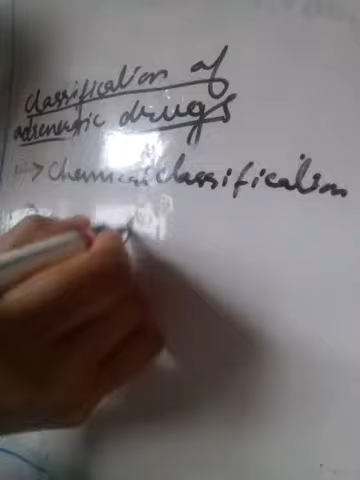 classification of
adrenergic drugs
-> Chemical classification